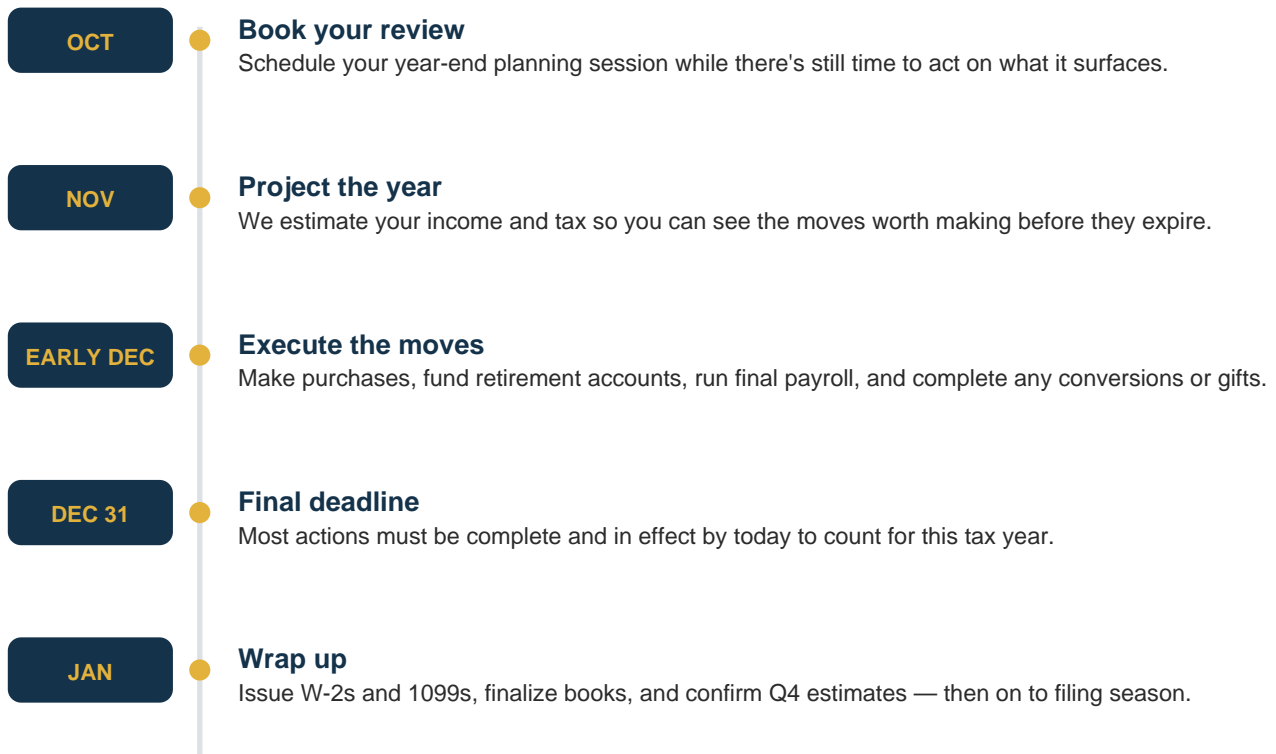 OCT
Book your review
Schedule your year-end planning session while there's still time to act on what it surfaces.
NOV
Project the year
We estimate your income and tax so you can see the moves worth making before they expire.
EARLY DEC
Execute the moves
Make purchases, fund retirement accounts, run final payroll, and complete any conversions or gifts.
DEC 31
Final deadline
Most actions must be complete and in effect by today to count for this tax year.
JAN
Wrap up
Issue W-2s and 1099s, finalize books, and confirm Q4 estimates — then on to filing season.